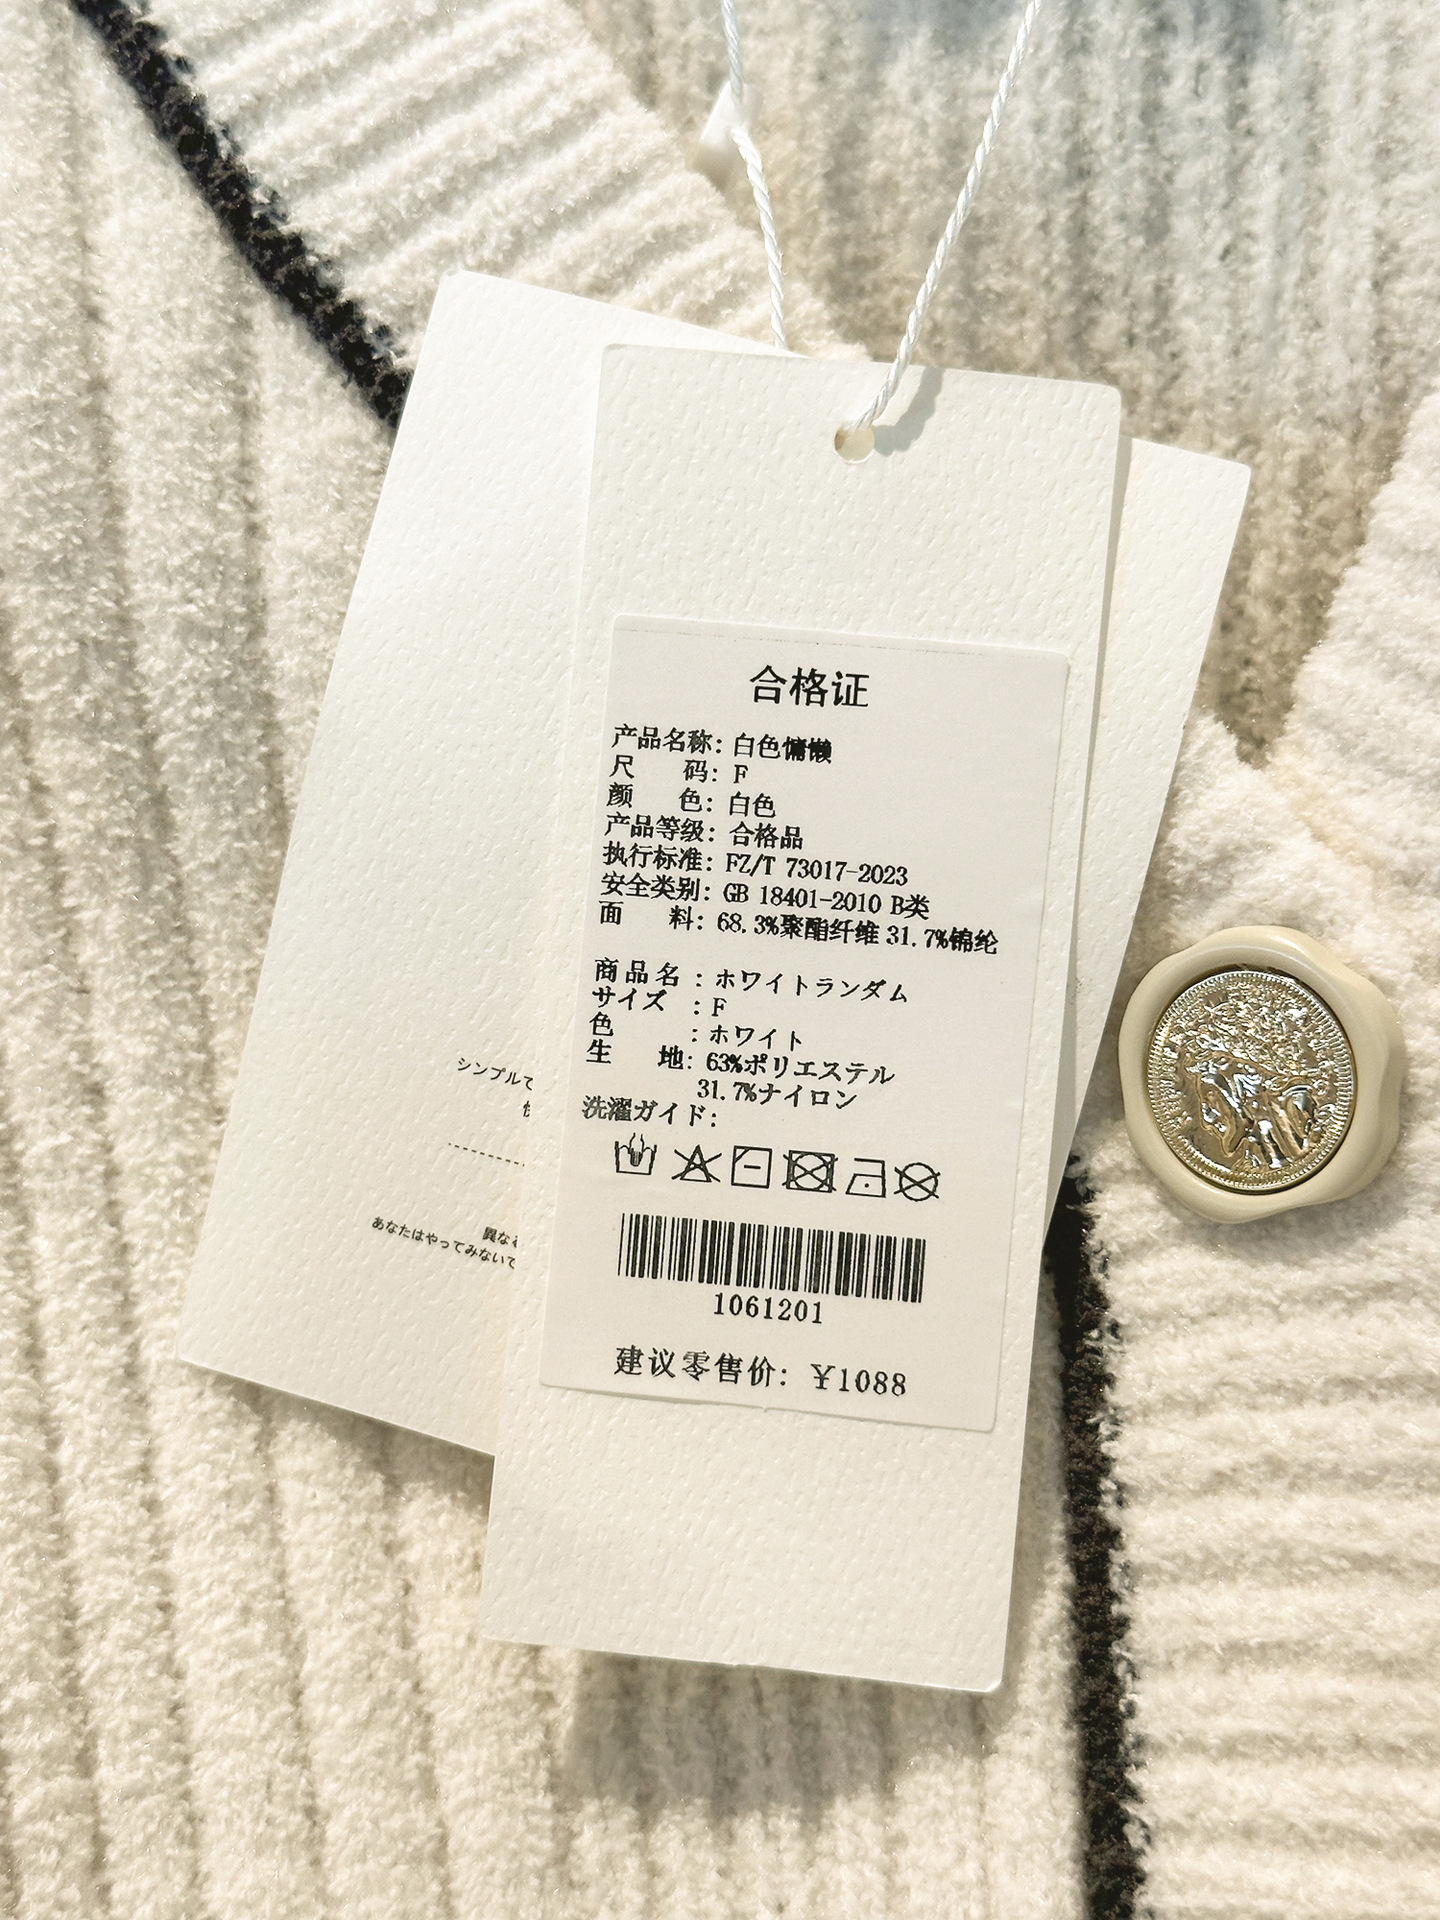 合格证
产品名称: 白色慵懒
尺 码: F
颜 色: 白色
产品等级: 合格品
执行标准: FZ/T 73017-2023
安全类别: GB 18401-2010 B类
面 料: 68.3%聚酯纤维 31.7%锦纶
商品名 : ホワイトランダム
サイズ : F
色 : ホワイト
生 地: 63%ポリエステル
31.7%ナイロン
洗濯ガイド:
1061201
建议零售价: ¥1088
シンプルで
異なる
あなたはやってみないで